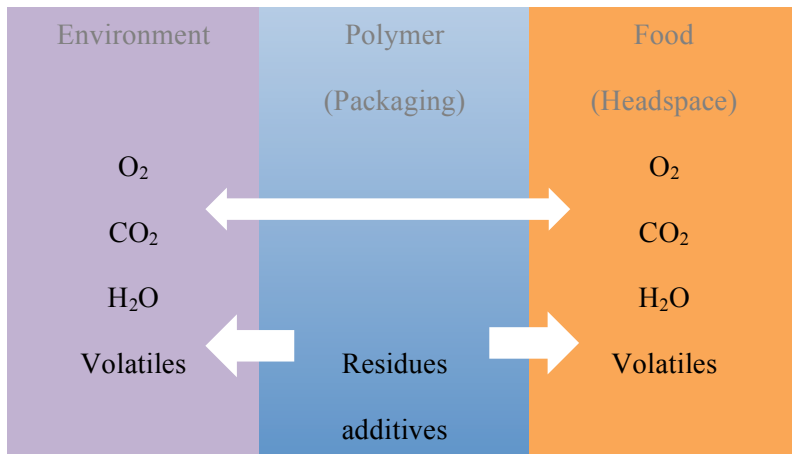 Environment
Polymer
(Packaging)
Food
(Headspace)
O₂
CO₂
H₂O
Volatiles
Residues
additives
O₂
CO₂
H₂O
Volatiles